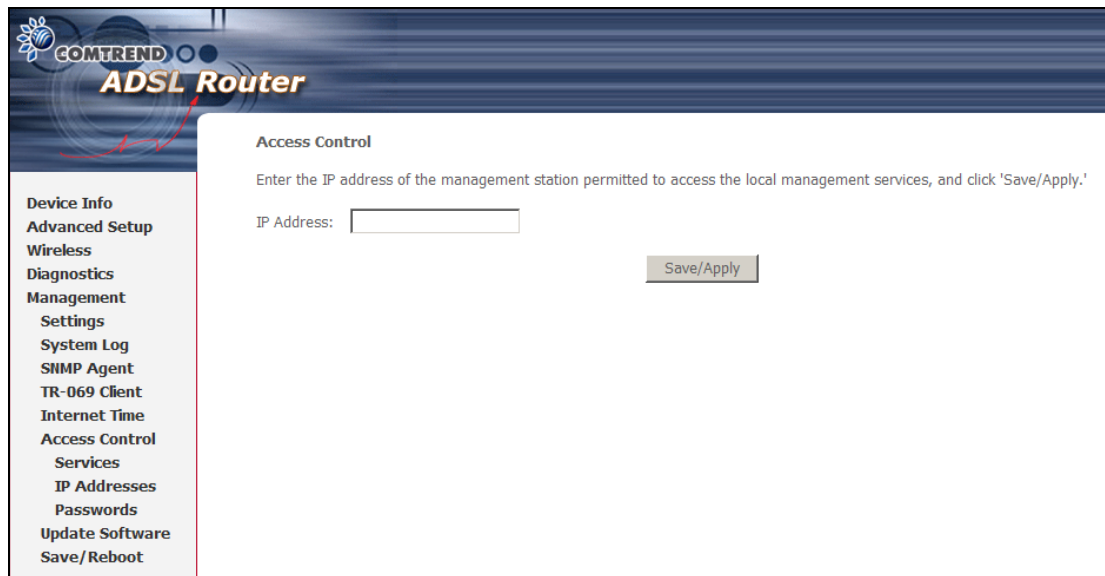 COMTREND
ADSL Router
Device Info
Advanced Setup
Wireless
Diagnostics
Management
Settings
System Log
SNMP Agent
TR-069 Client
Internet Time
Access Control
Services
IP Addresses
Passwords
Update Software
Save/Reboot
Access Control
Enter the IP address of the management station permitted to access the local management services, and click 'Save/Apply.'
IP Address:
Save/Apply